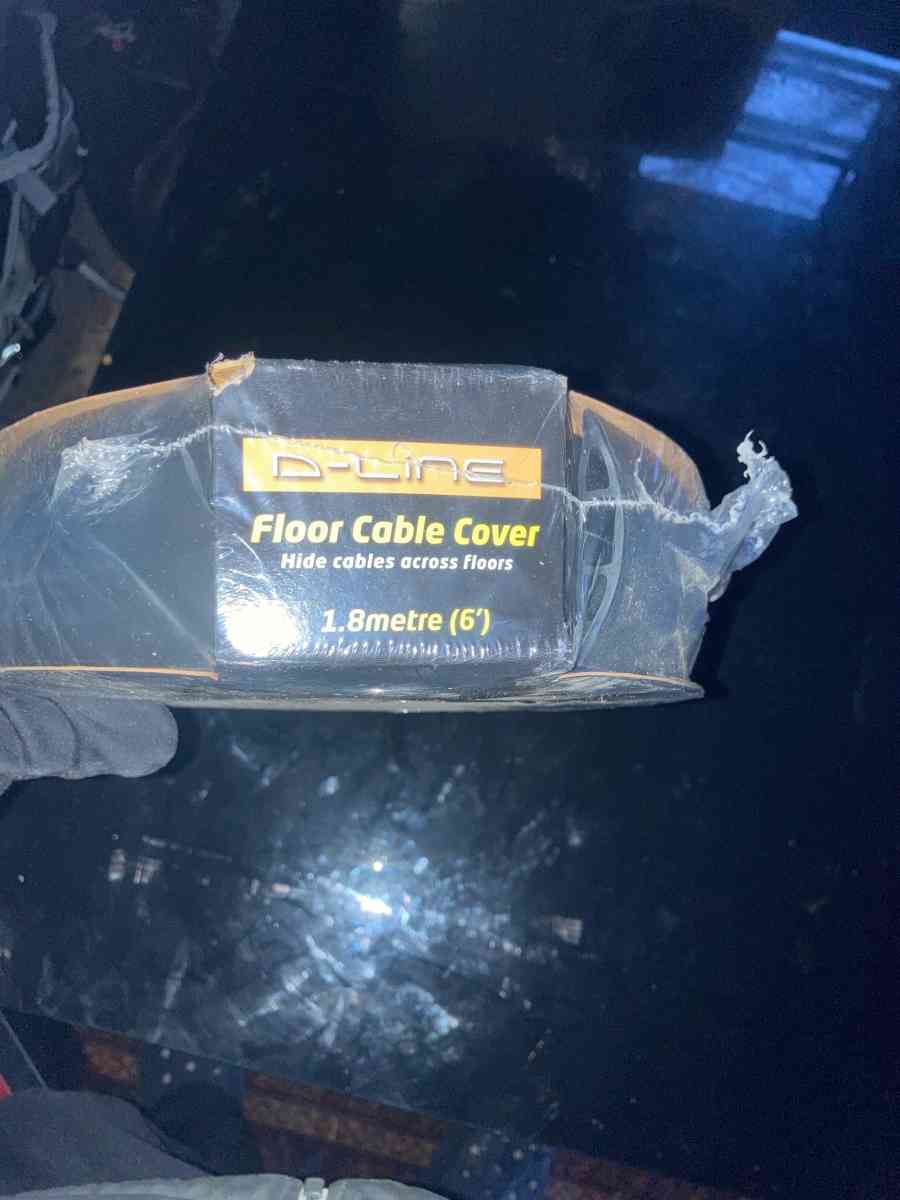 D-Line
Floor Cable Cover
Hide cables across floors
1.8metre (6')